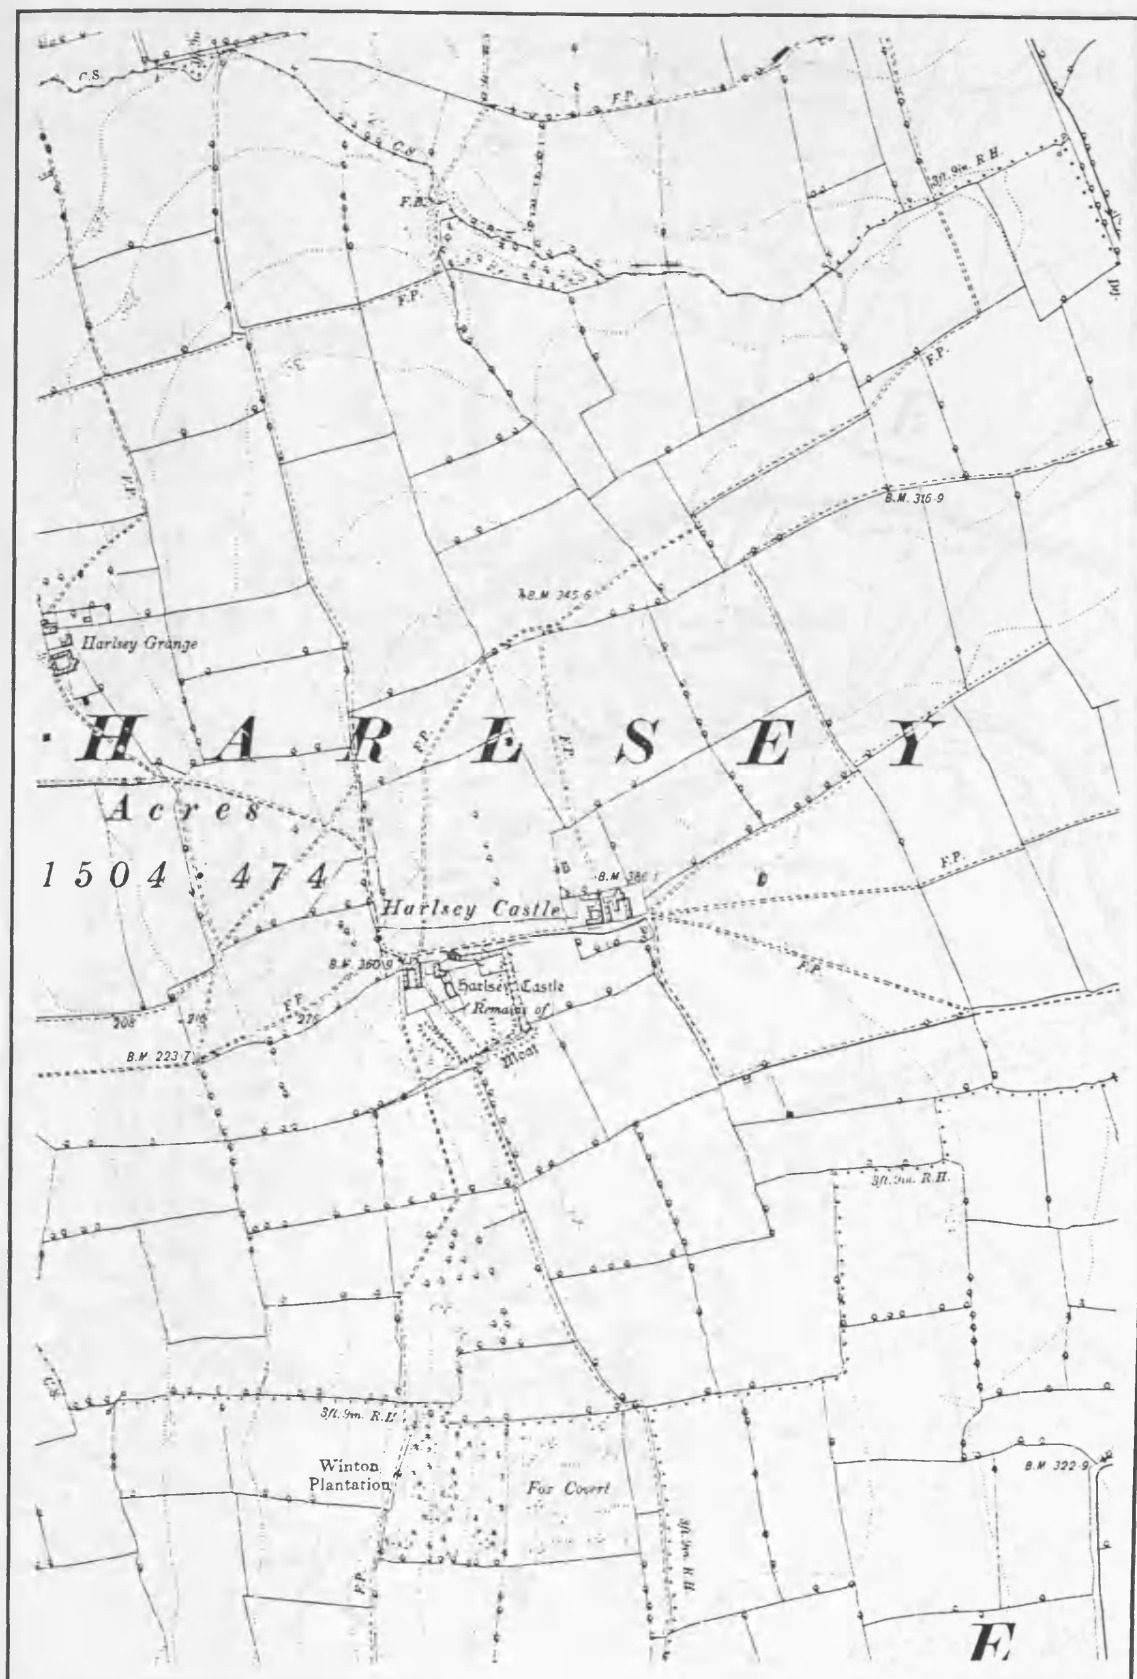 C.S.
F.P.
C.S
3ft. 9in. R.H.
F.B.
F.P.
F.P.
F.P.
B.M. 316·9
B.M. 345·6
Harlsey Grange
HARLSEY
F.P.
F.P.
Acres
1504·474
F.P.
B.M. 386·1
Harlsey Castle
B.M. 360·9
F.P.
Harlsey Castle
Remains of
F.P.
208
216
276
B.M 223·7
Moat
3ft. 9in. R.H.
C.S.
3ft. 9in. R.H
Winton
Plantation
Fox Covert
B.M 322·9
3ft. 9in. R.H
F.P.
E